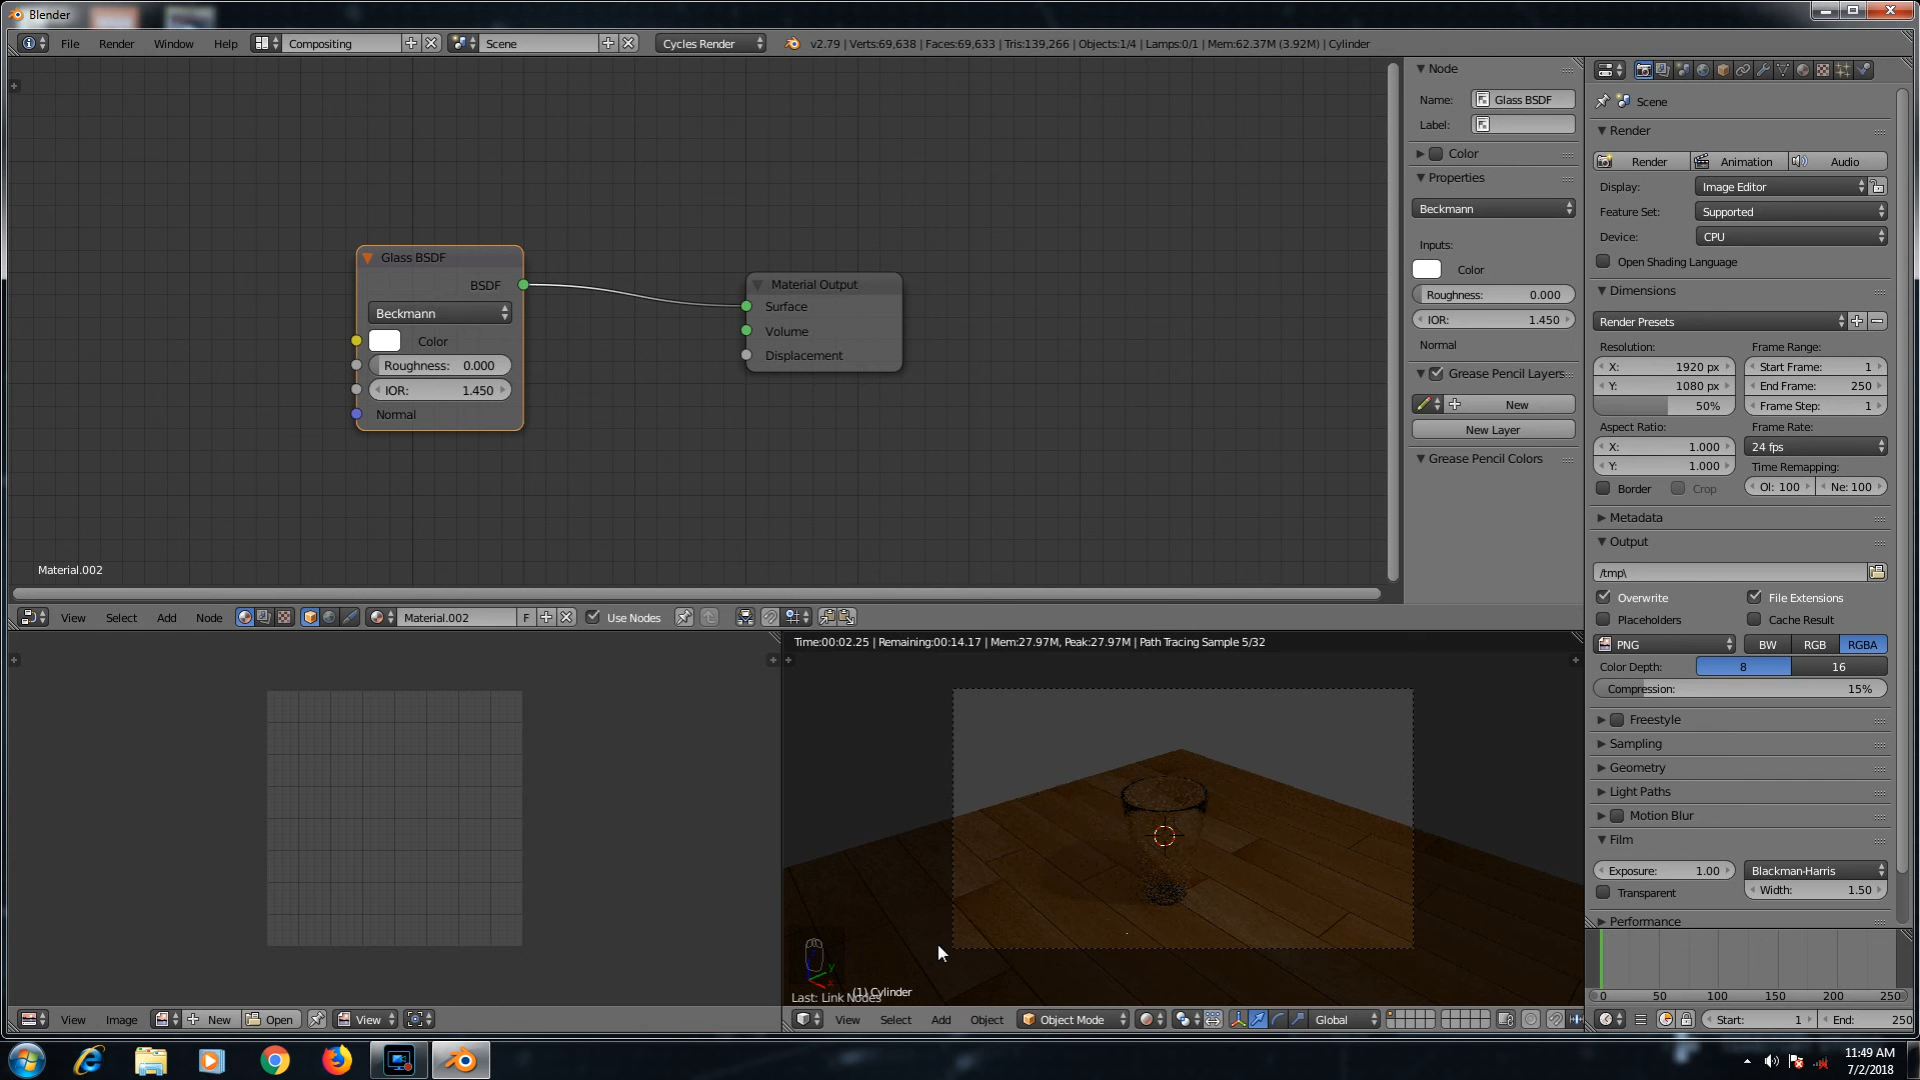 Blender
File Render Window Help Compositing Scene Cycles Render v2.79 | Verts:69,638 | Faces:69,633 | Tris:139,266 | Objects:1/4 | Lamps:0/1 | Mem:62.37M (3.92M) | Cylinder
Glass BSDF
BSDF
Beckmann
Color
Roughness: 0.000
IOR: 1.450
Normal
Material Output
Surface
Volume
Displacement
Material.002
Node
Name: Glass BSDF
Label:
Color
Properties
Beckmann
Inputs:
Color
Roughness: 0.000
IOR: 1.450
Normal
Grease Pencil Layers
New
New Layer
Grease Pencil Colors
Scene
Render
Render Animation Audio
Display: Image Editor
Feature Set: Supported
Device: CPU
Open Shading Language
Dimensions
Render Presets
Resolution: Frame Range:
X: 1920 px Start Frame: 1
Y: 1080 px End Frame: 250
50% Frame Step: 1
Aspect Ratio: Frame Rate:
X: 1.000 24 fps
Y: 1.000 Time Remapping:
Border Crop Ol: 100 Ne: 100
Metadata
Output
/tmp\
Overwrite File Extensions
Placeholders Cache Result
PNG BW RGB RGBA
Color Depth: 8 16
Compression: 15%
Freestyle
Sampling
Geometry
Light Paths
Motion Blur
Film
Exposure: 1.00 Blackman-Harris
Transparent Width: 1.50
Performance
0 50 100 150 200 250
Start: 1 End: 250
View Select Add Node Material.002 F Use Nodes
Time:00:02.25 | Remaining:00:14.17 | Mem:27.97M, Peak:27.97M | Path Tracing Sample 5/32
(1) Cylinder
Last: Link Nodes
View Image New Open View
View Select Add Object Object Mode Global
11:49 AM
7/2/2018